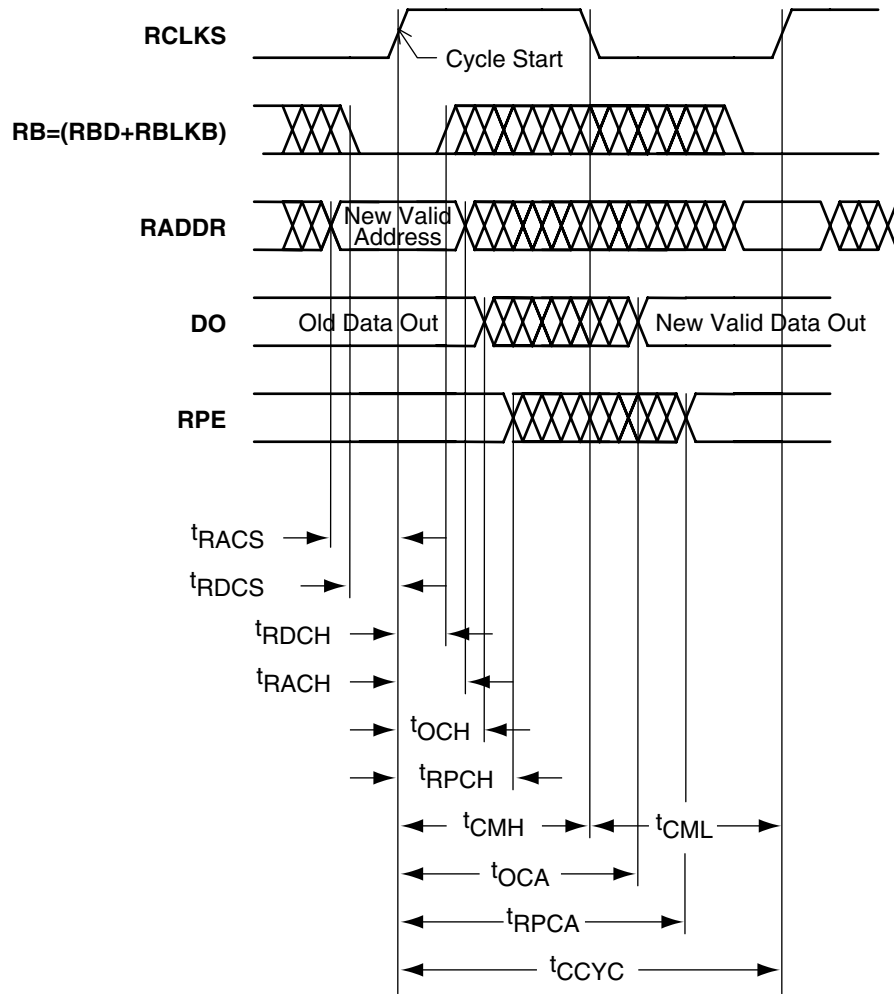 RCLKS
Cycle Start
RB=(RBD+RBLKB)
RADDR
New Valid
Address
DO
Old Data Out
New Valid Data Out
RPE
tRACS
tRDCS
tRDCH
tRACH
tOCH
tRPCH
tCMH
tCML
tOCA
tRPCA
tCCYC